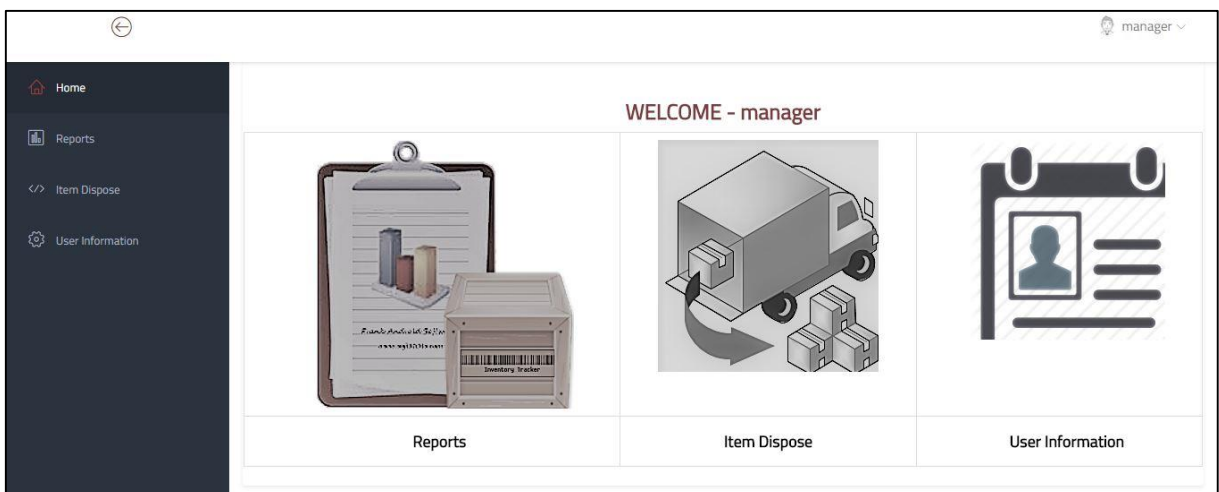 manager
Home
WELCOME - manager
Reports
Item Dispose
User Information
Inventory Tracker
Reports
Item Dispose
User Information